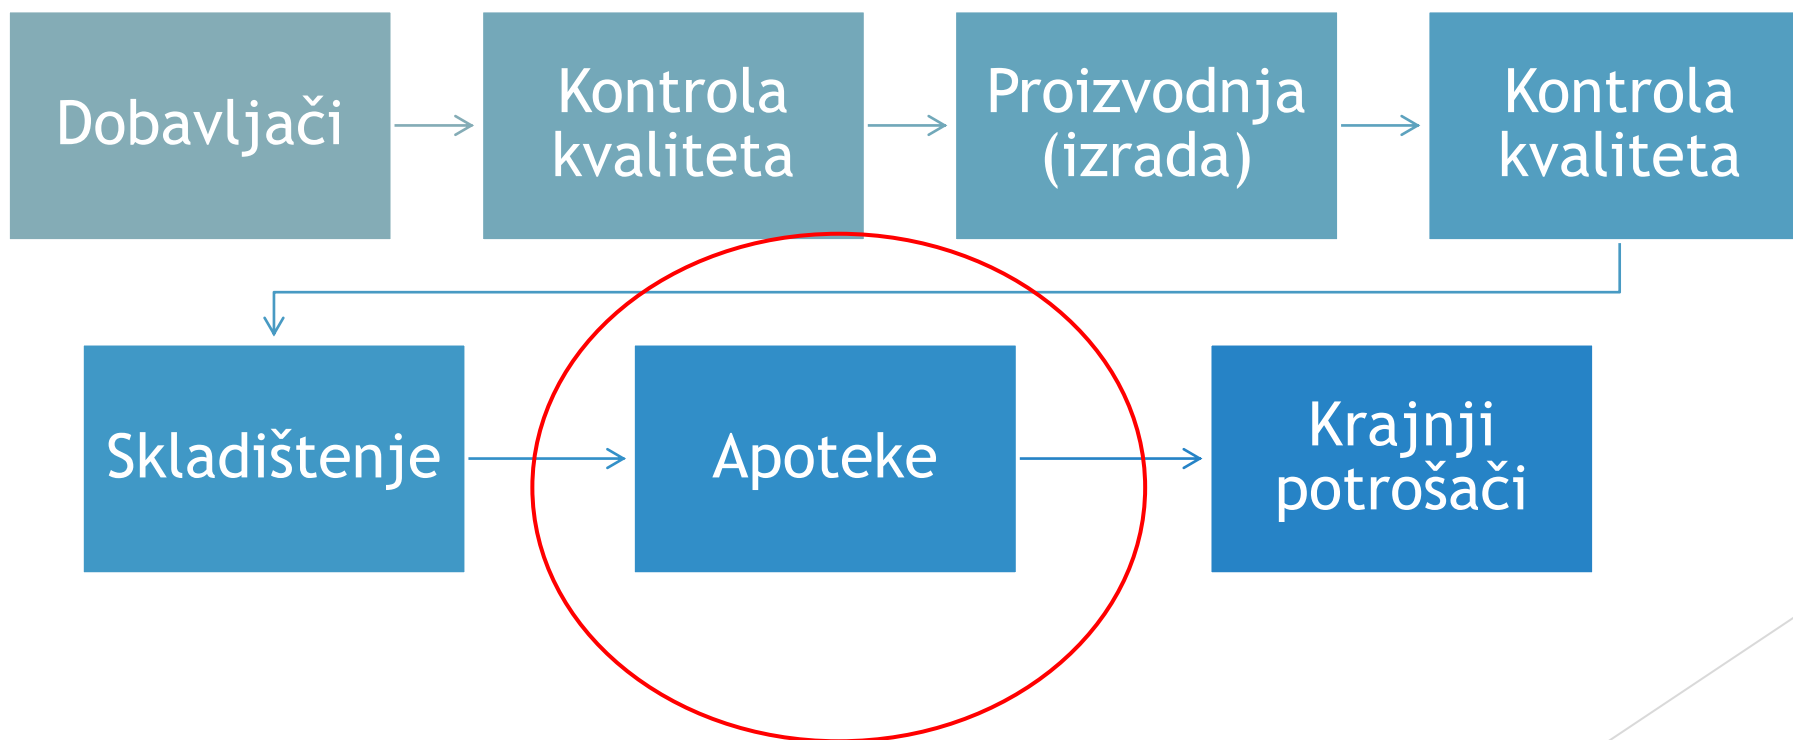 Dobavljači
Kontrola
kvaliteta
Proizvodnja
(izrada)
Kontrola
kvaliteta
Skladištenje
Apoteke
Krajnji
potrošači